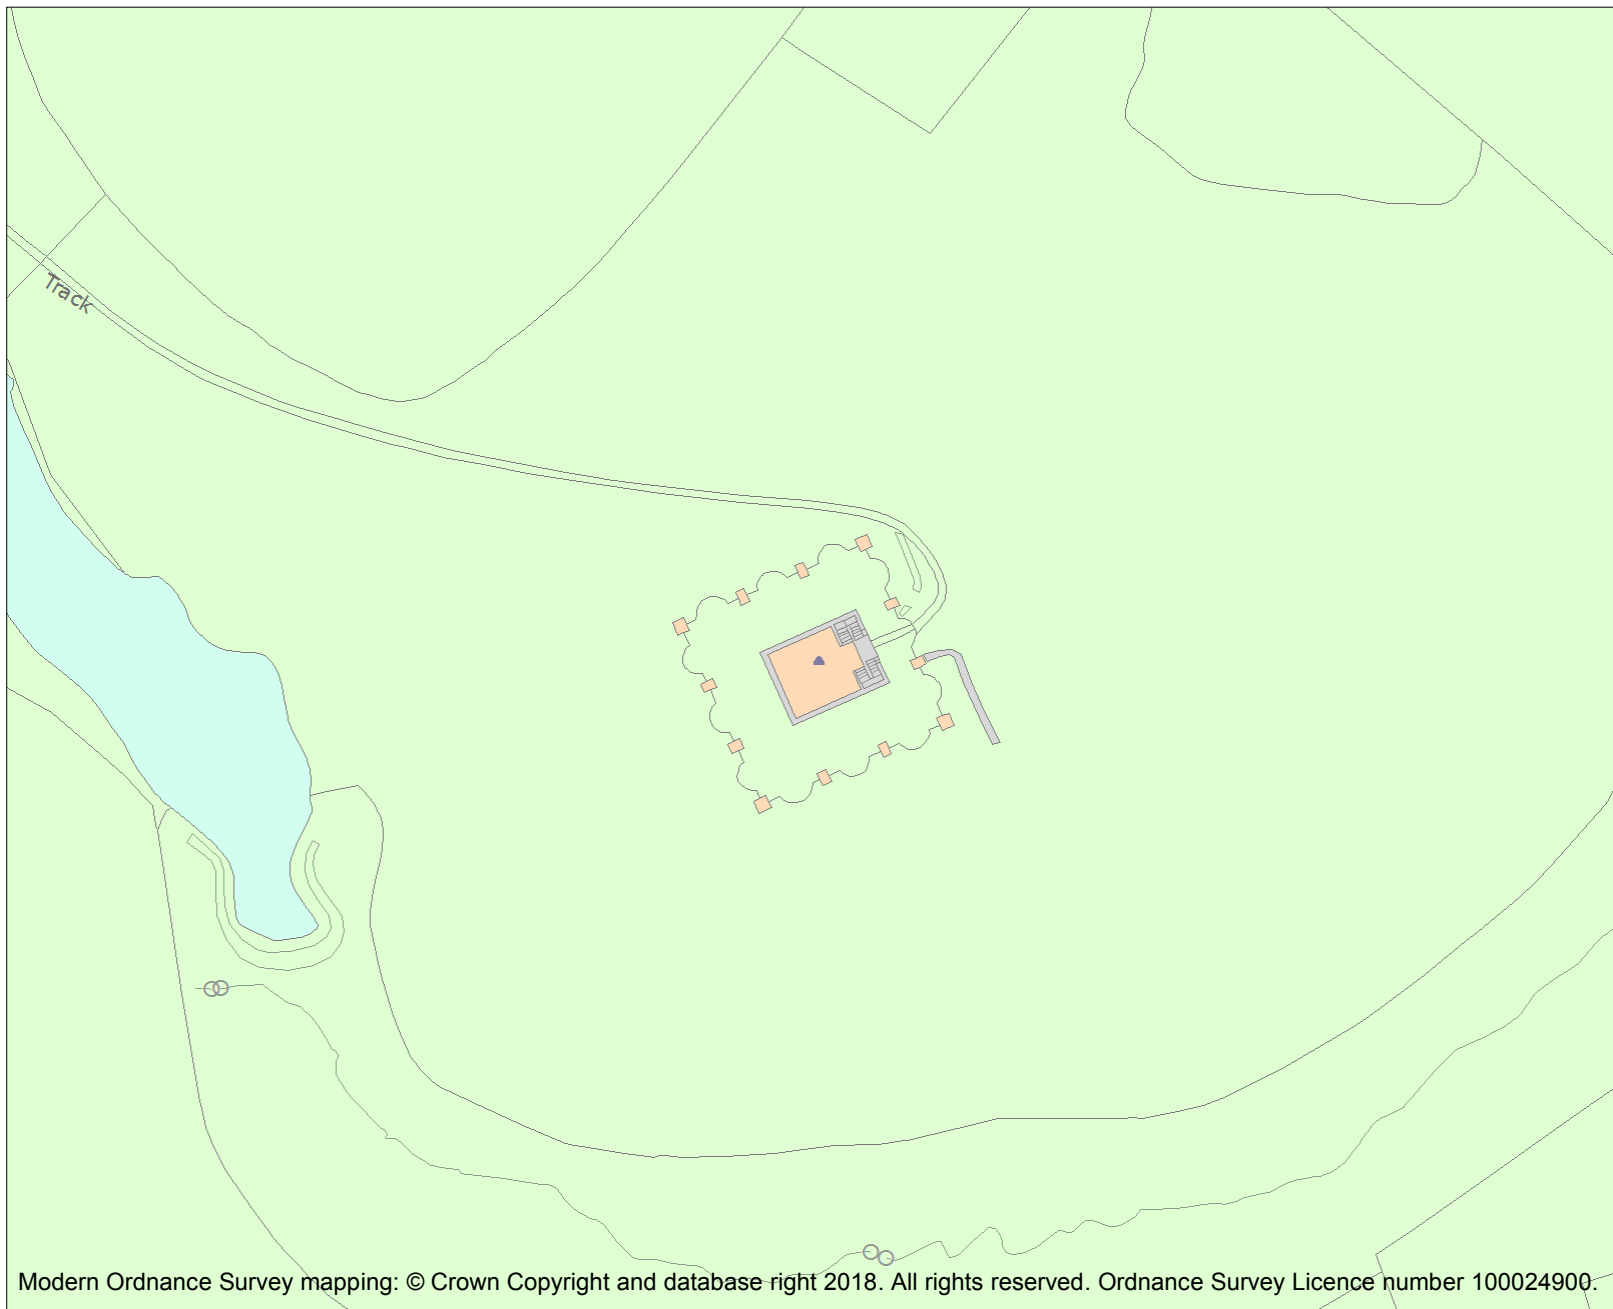 Track
Modern Ordnance Survey mapping: © Crown Copyright and database right 2018. All rights reserved. Ordnance Survey Licence number 100024900.